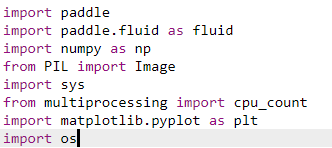 import paddle
import paddle.fluid as fluid
import numpy as np
from PIL import Image
import sys
from multiprocessing import cpu_count
import matplotlib.pyplot as plt
import os